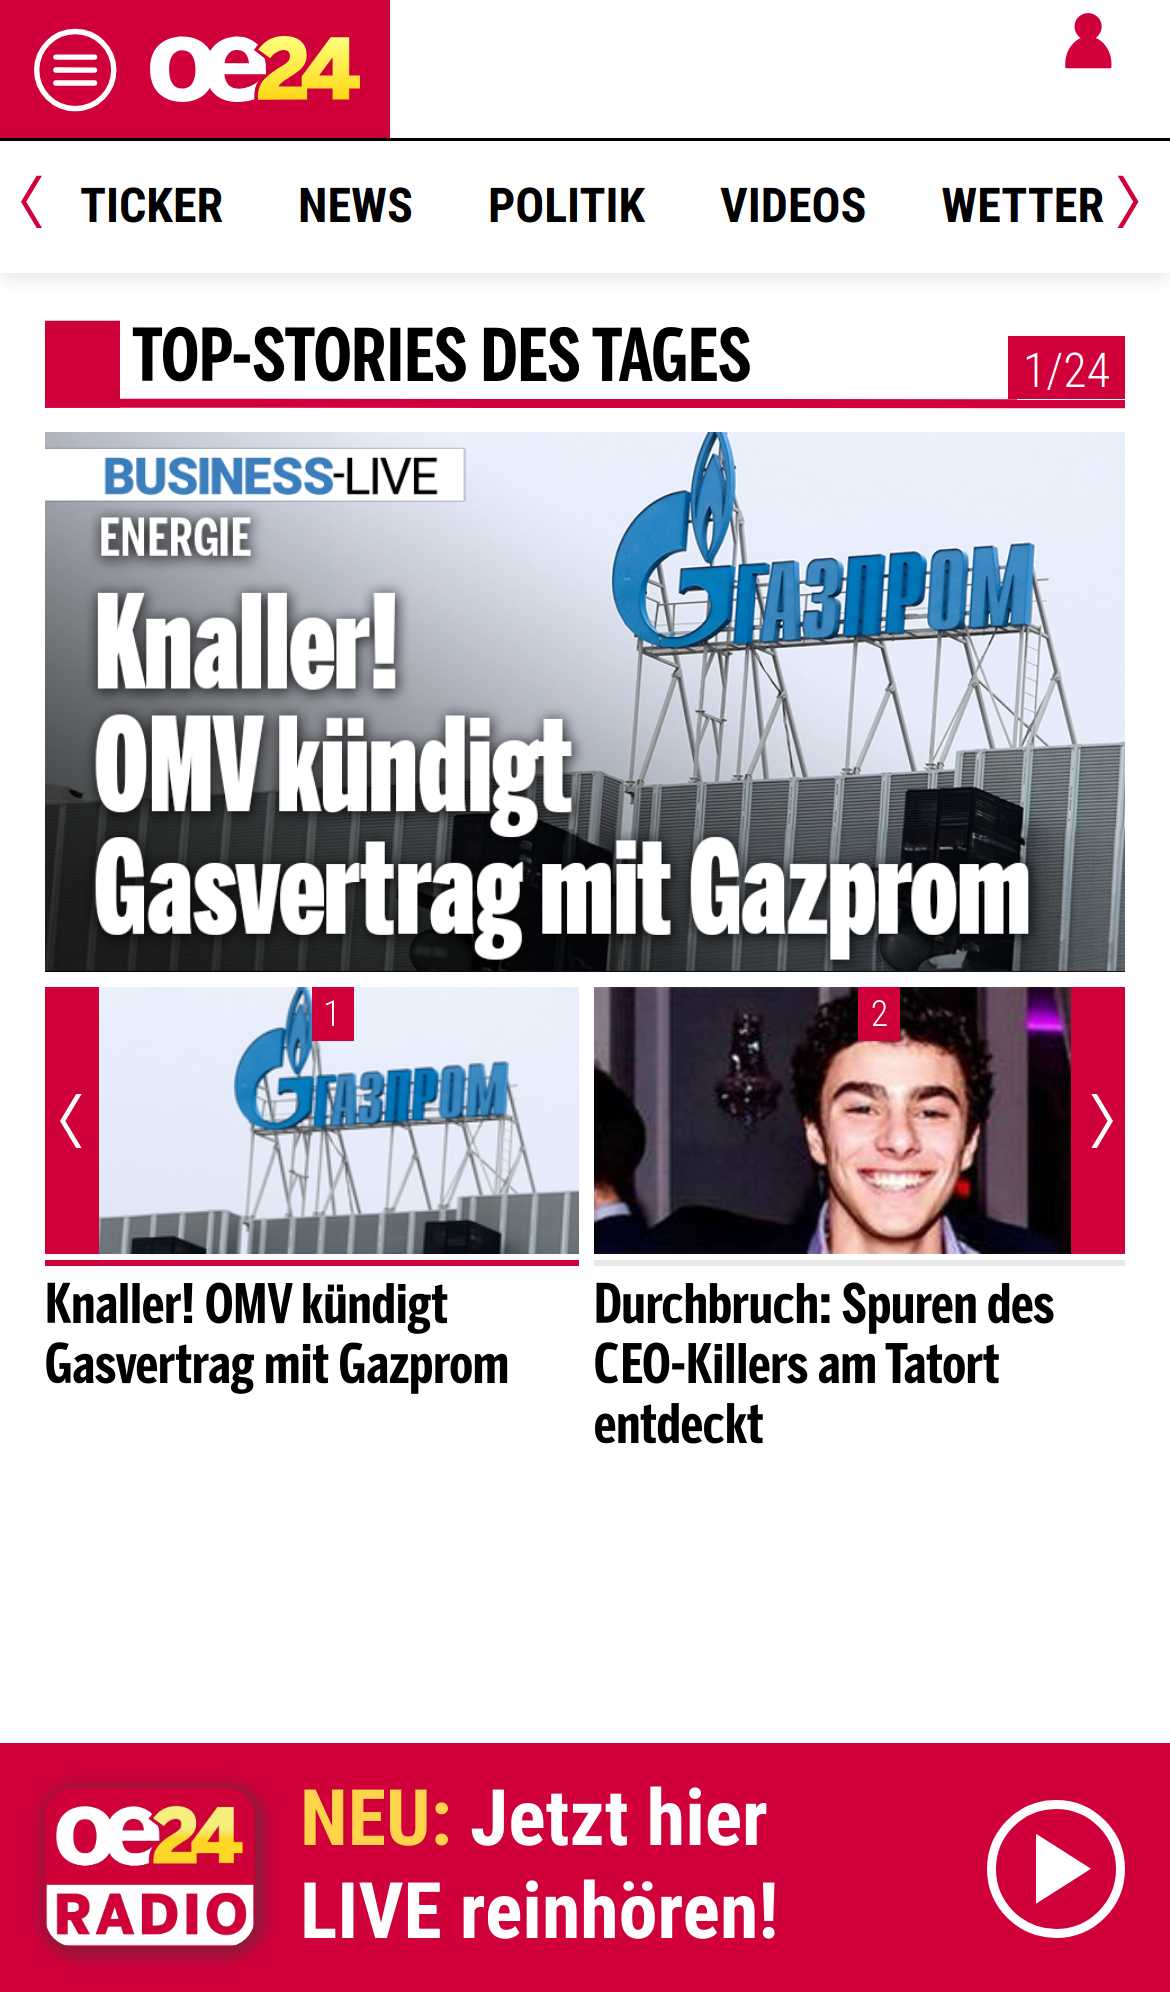 oe24
TICKER NEWS POLITIK VIDEOS WETTER
TOP-STORIES DES TAGES
1/24
BUSINESS-LIVE
ENERGIE
ГАЗПРОМ
Knaller!
OMV kündigt
Gasvertrag mit Gazprom
1
ГАЗПРОМ
2
Knaller! OMV kündigt
Gasvertrag mit Gazprom
Durchbruch: Spuren des
CEO-Killers am Tatort
entdeckt
oe24
RADIO
NEU: Jetzt hier
LIVE reinhören!